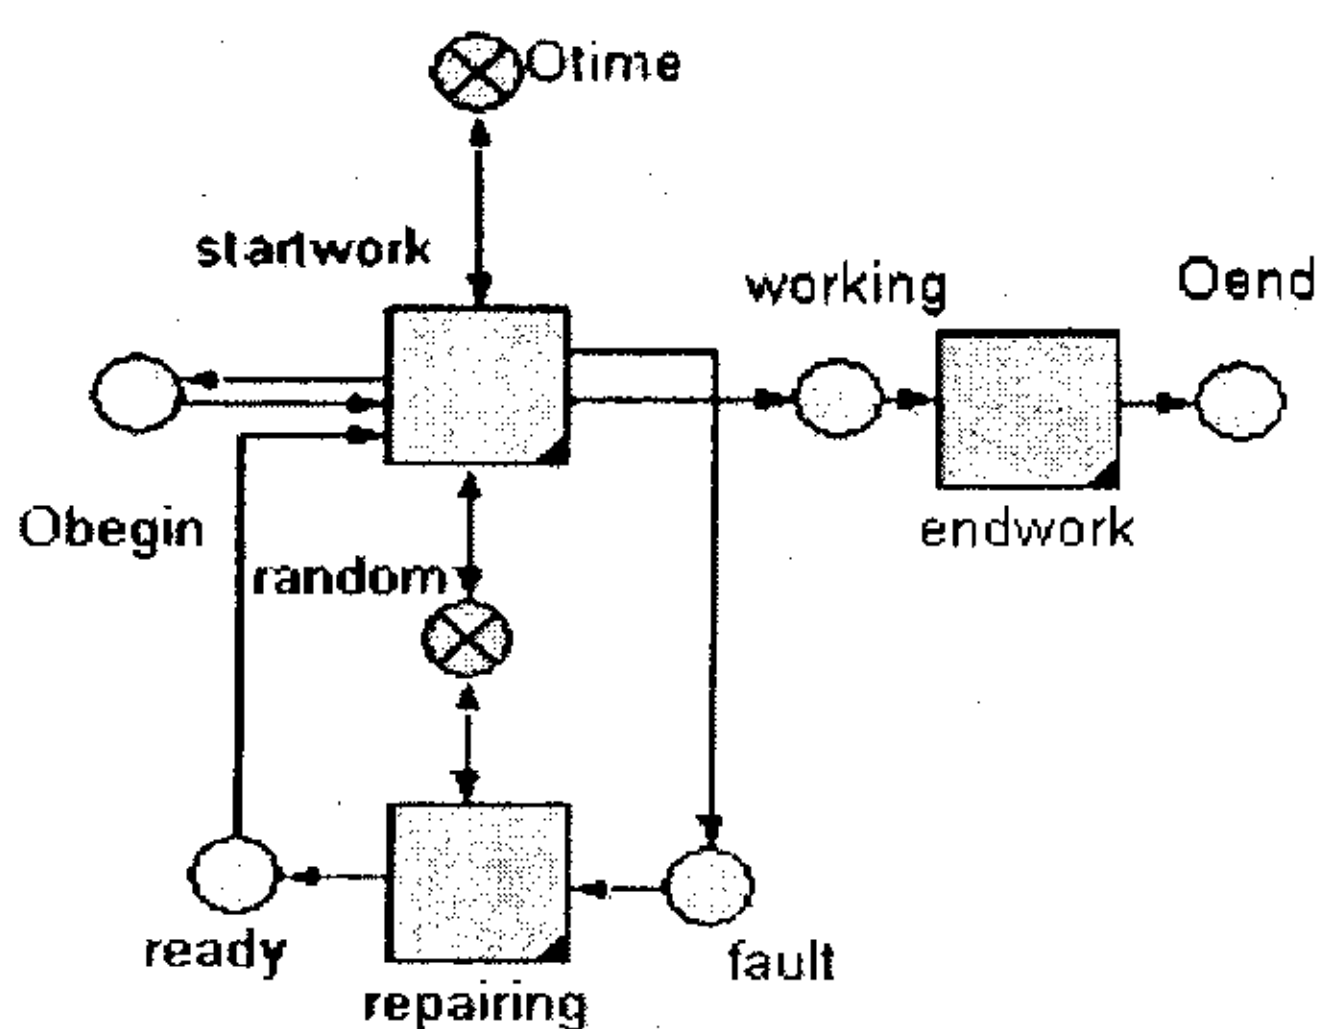 Otime
startwork
working
Oend
Obegin
endwork
random
ready
fault
repairing